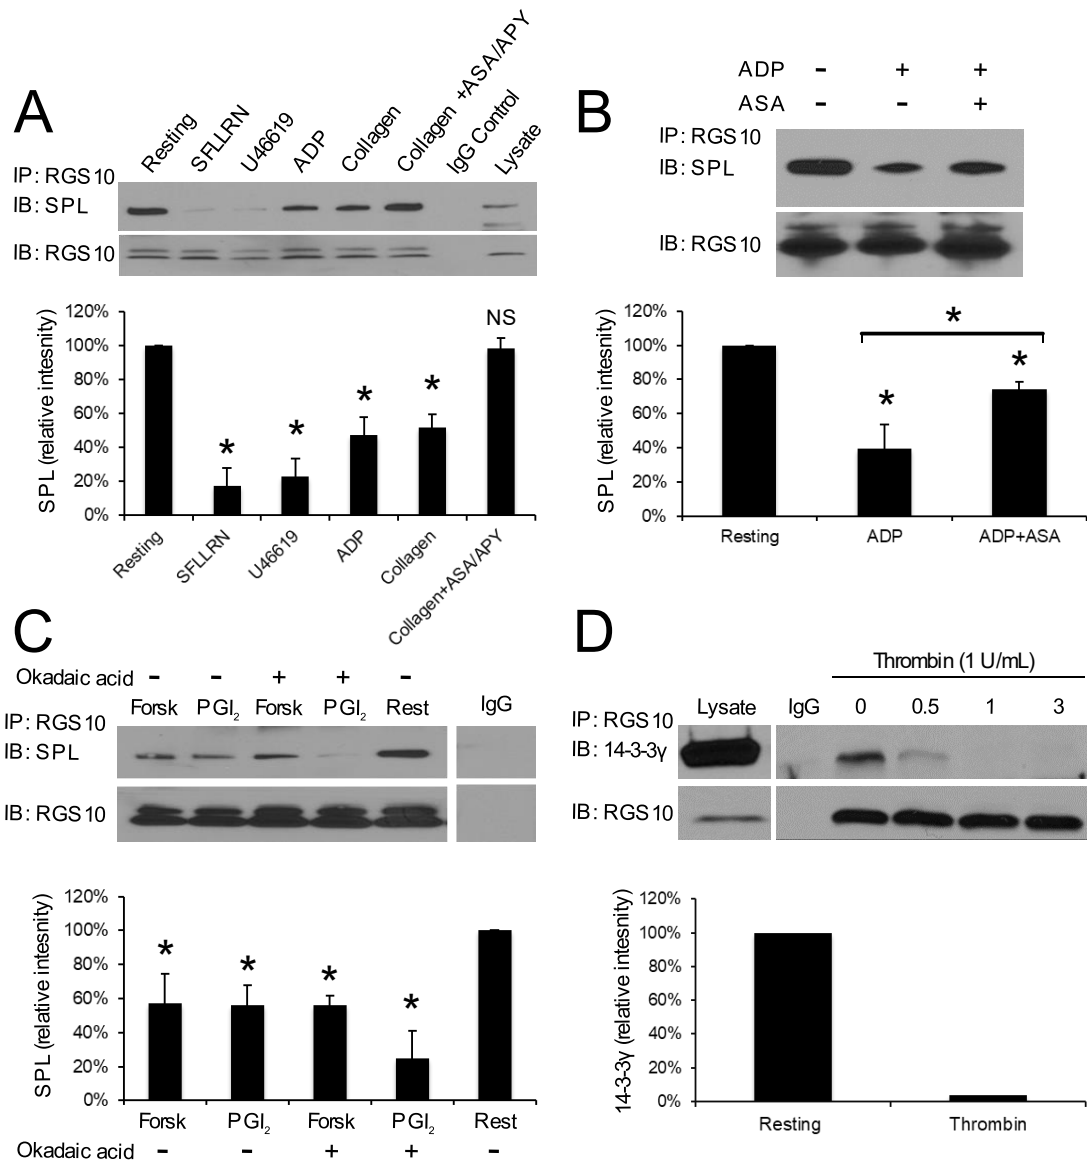 A
Resting
SFLLRN
U46619
ADP
Collagen
Collagen +ASA/APY
IgG Control
Lysate
IP: RGS10
IB: SPL
IB: RGS10
SPL (relative intesnity)
120%
100%
80%
60%
40%
20%
0%
* * * * NS
Resting
SFLLRN
U46619
ADP
Collagen
Collagen+ASA/APY
B
ADP - + +
ASA - - +
IP: RGS10
IB: SPL
IB: RGS10
SPL (relative intesnity)
120%
100%
80%
60%
40%
20%
0%
*
* *
Resting ADP ADP+ASA
C
Okadaic acid - - + + -
Forsk PGI₂ Forsk PGI₂ Rest IgG
IP: RGS10
IB: SPL
IB: RGS10
SPL (relative intesnity)
120%
100%
80%
60%
40%
20%
0%
* * * *
Forsk PGI₂ Forsk PGI₂ Rest
Okadaic acid - - + + -
D
Thrombin (1 U/mL)
Lysate IgG 0 0.5 1 3
IP: RGS10
IB: 14-3-3γ
IB: RGS10
14-3-3γ (relative intesnity)
120%
100%
80%
60%
40%
20%
0%
Resting Thrombin